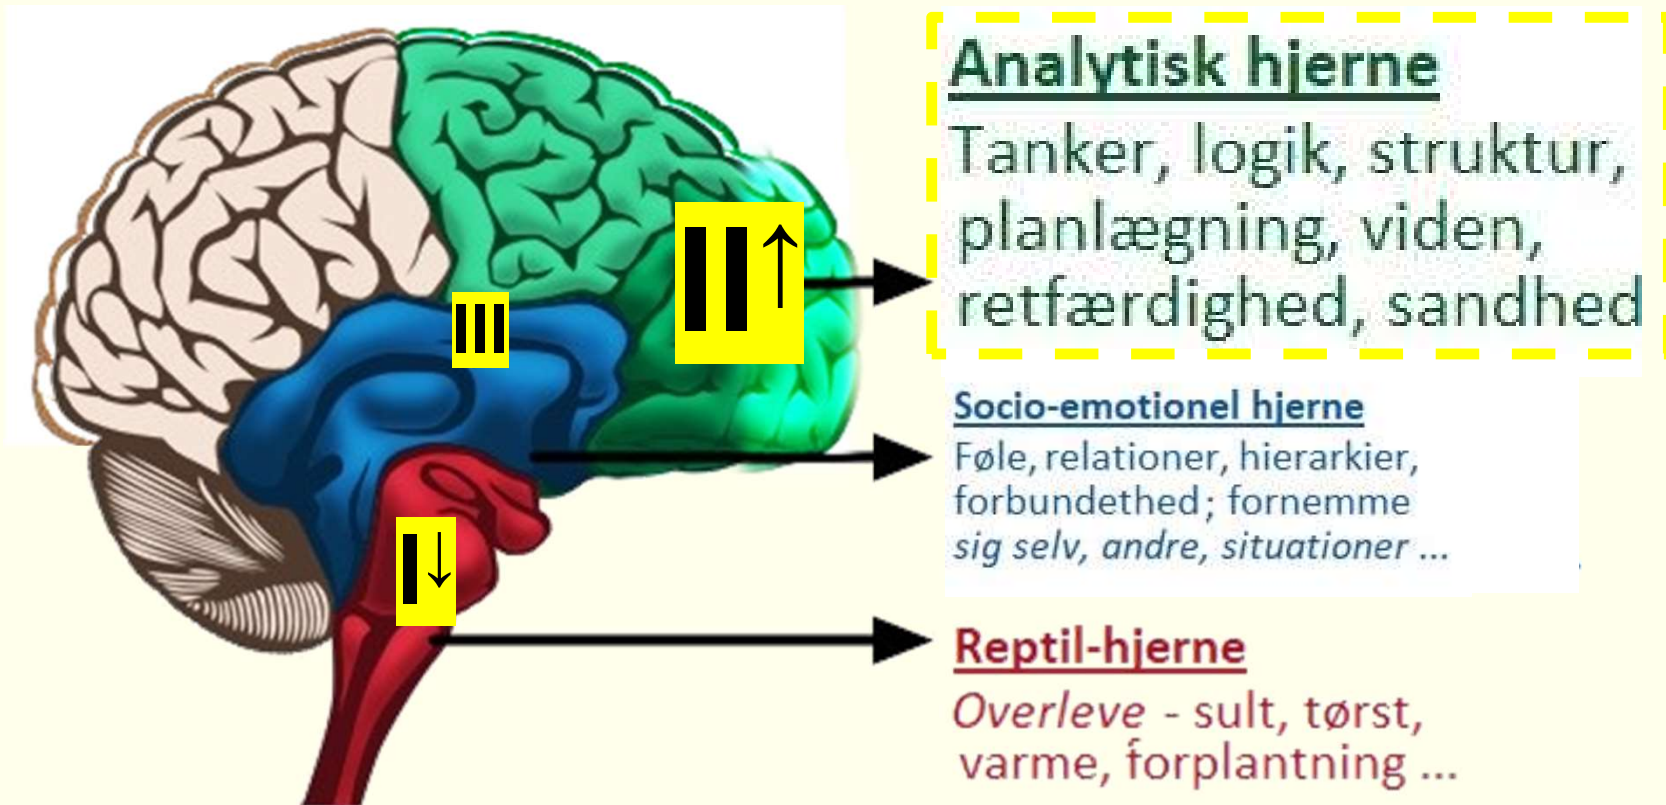 Analytisk hjerne
Tanker, logik, struktur,
planlægning, viden,
retfærdighed, sandhed
II↑
III
Socio-emotionel hjerne
Føle, relationer, hierarkier,
forbundethed; fornemme
sig selv, andre, situationer ...
I↓
Reptil-hjerne
Overleve - sult, tørst,
varme, forplantning ...